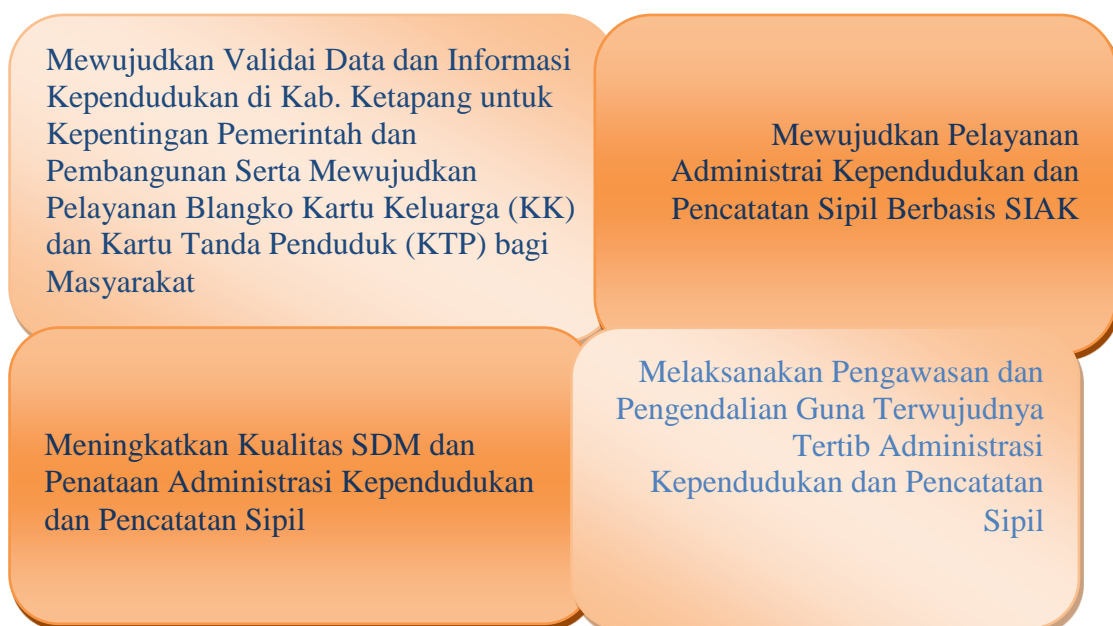 Mewujudkan Validai Data dan Informasi
Kependudukan di Kab. Ketapang untuk
Kepentingan Pemerintah dan
Pembangunan Serta Mewujudkan
Pelayanan Blangko Kartu Keluarga (KK)
dan Kartu Tanda Penduduk (KTP) bagi
Masyarakat
Mewujudkan Pelayanan
Administrai Kependudukan dan
Pencatatan Sipil Berbasis SIAK
Meningkatkan Kualitas SDM dan
Penataan Administrasi Kependudukan
dan Pencatatan Sipil
Melaksanakan Pengawasan dan
Pengendalian Guna Terwujudnya
Tertib Administrasi
Kependudukan dan Pencatatan
Sipil